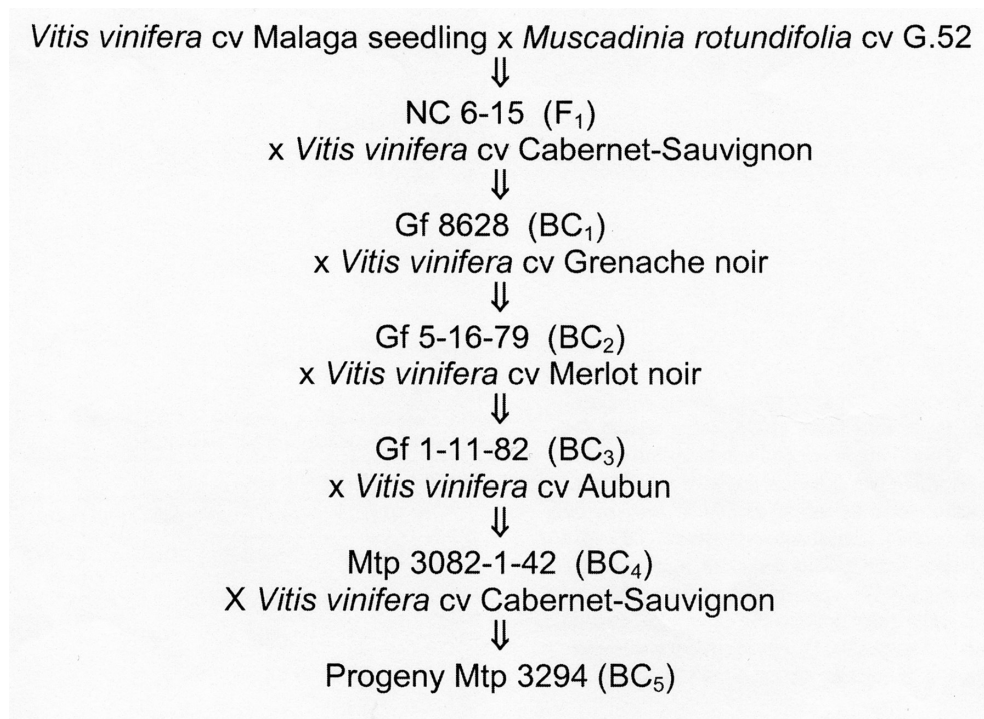 Vitis vinifera cv Malaga seedling x Muscadinia rotundifolia cv G.52
⇓
NC 6-15 (F₁)
x Vitis vinifera cv Cabernet-Sauvignon
⇓
Gf 8628 (BC₁)
x Vitis vinifera cv Grenache noir
⇓
Gf 5-16-79 (BC₂)
x Vitis vinifera cv Merlot noir
⇓
Gf 1-11-82 (BC₃)
x Vitis vinifera cv Aubun
⇓
Mtp 3082-1-42 (BC₄)
X Vitis vinifera cv Cabernet-Sauvignon
⇓
Progeny Mtp 3294 (BC₅)